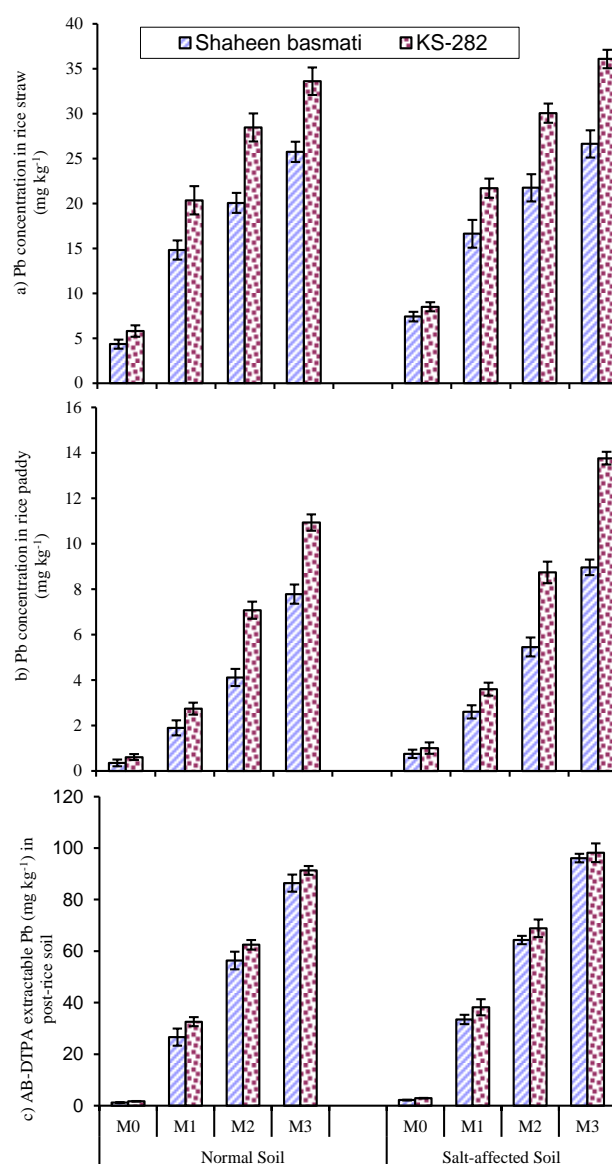 Shaheen basmati KS-282
a) Pb concentration in rice straw
(mg kg-1)
40
35
30
25
20
15
10
5
0
b) Pb concentration in rice paddy
(mg kg-1)
16
14
12
10
8
6
4
2
0
c) AB-DTPA extractable Pb (mg kg-1) in
post-rice soil
120
100
80
60
40
20
0
M0 M1 M2 M3 M0 M1 M2 M3
Normal Soil Salt-affected Soil